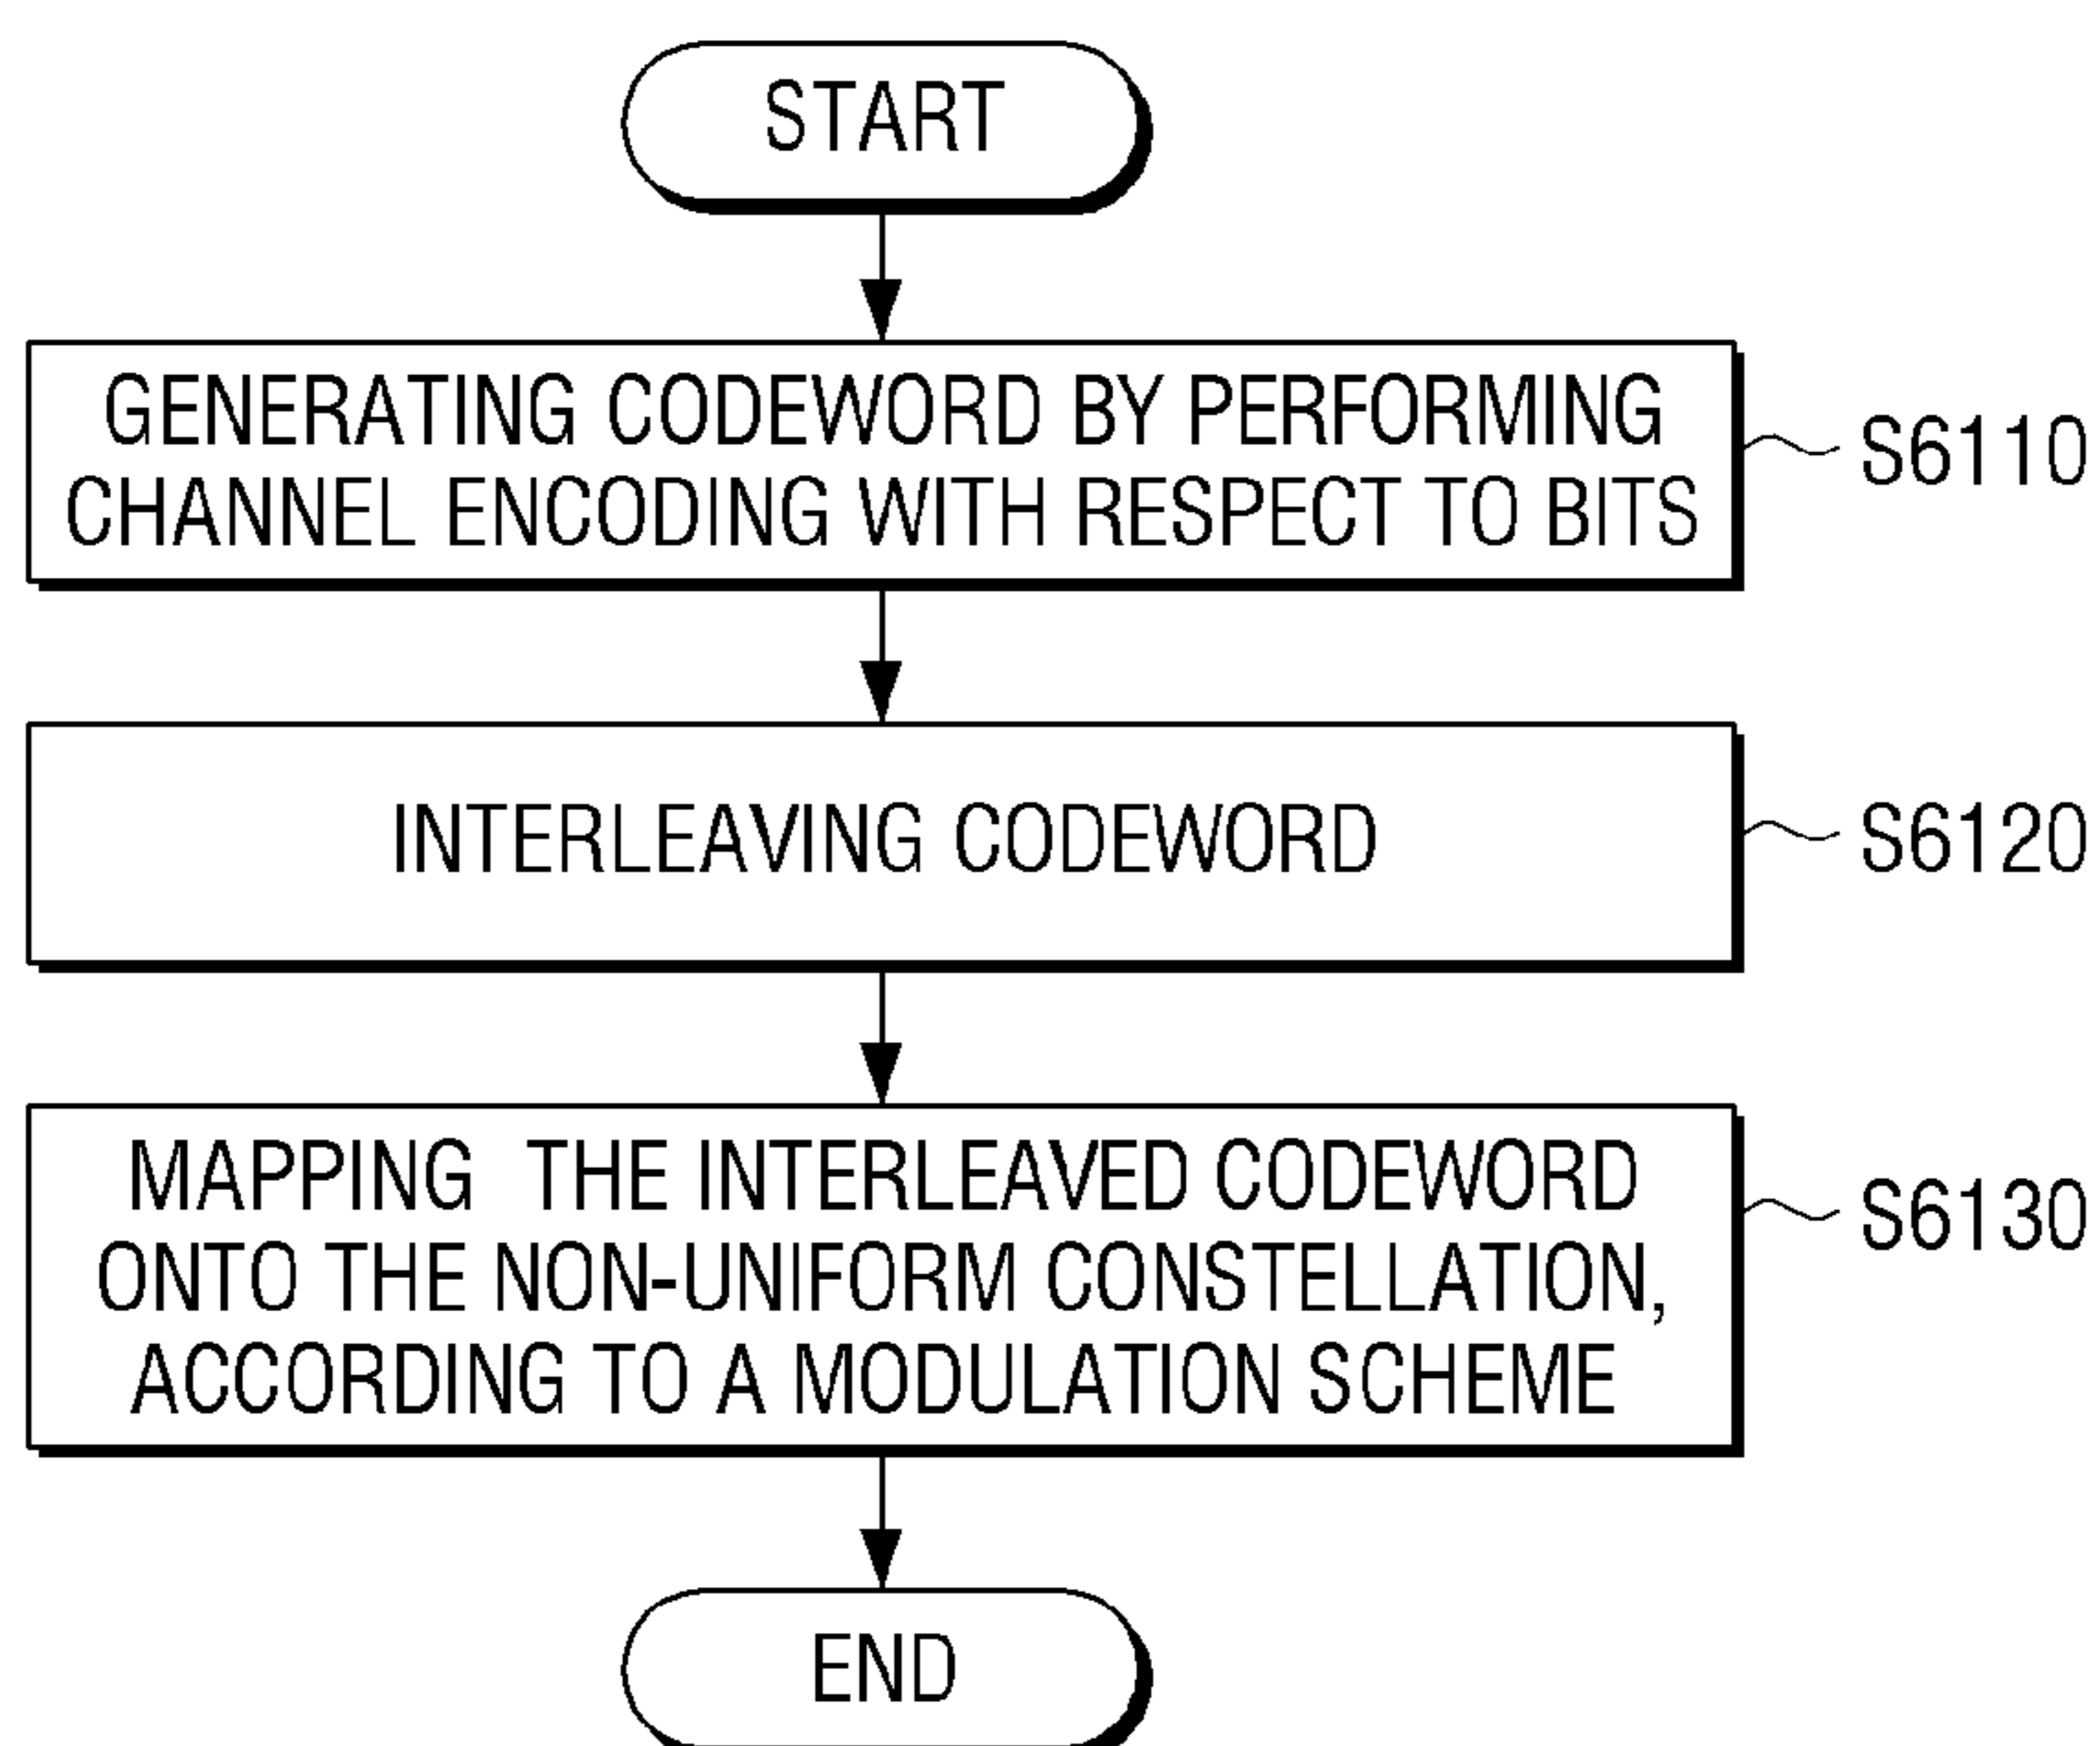 START
GENERATING CODEWORD BY PERFORMING
CHANNEL ENCODING WITH RESPECT TO BITS
S6110
INTERLEAVING CODEWORD
S6120
MAPPING THE INTERLEAVED CODEWORD
ONTO THE NON-UNIFORM CONSTELLATION,
ACCORDING TO A MODULATION SCHEME
S6130
END